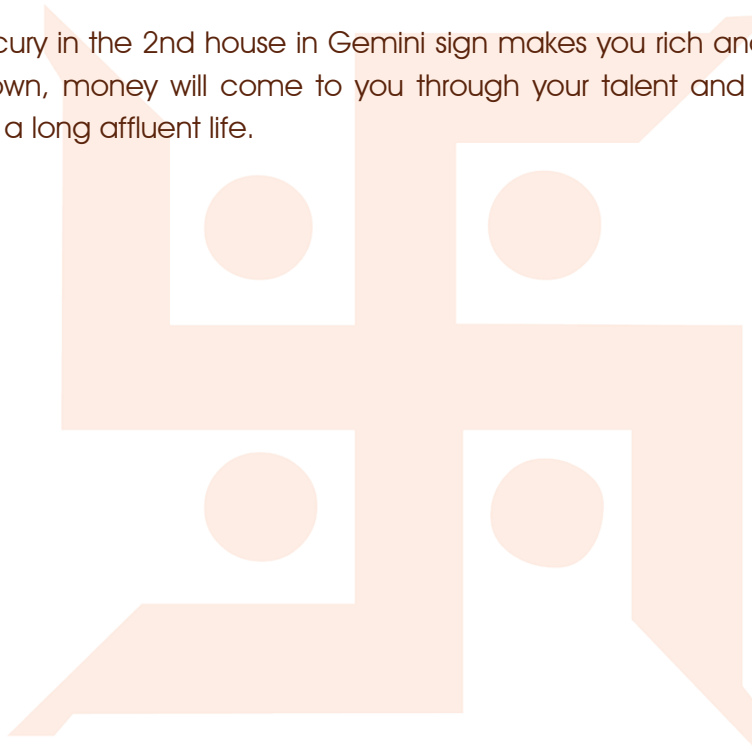 cury in the 2nd house in Gemini sign makes you rich and
own, money will come to you through your talent and
a long affluent life.